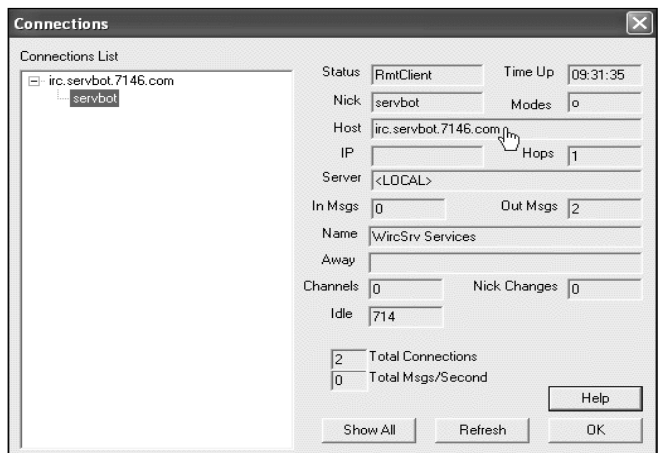 Connections
Connections List
irc.servbot.7146.com
servbot
Status RmtClient Time Up 09:31:35
Nick servbot Modes o
Host irc.servbot.7146.com
IP Hops 1
Server <LOCAL>
In Msgs 0 Out Msgs 2
Name WircSrv Services
Away
Channels 0 Nick Changes 0
Idle 714
2 Total Connections
0 Total Msgs/Second
Help
Show All Refresh OK